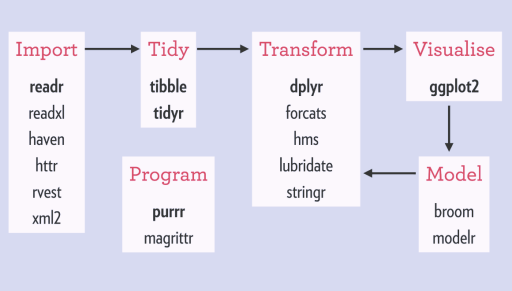 Import
readr
readxl
haven
httr
rvest
xml2
Tidy
tibble
tidyr
Program
purrr
magrittr
Transform
dplyr
forcats
hms
lubridate
stringr
Visualise
ggplot2
Model
broom
modelr